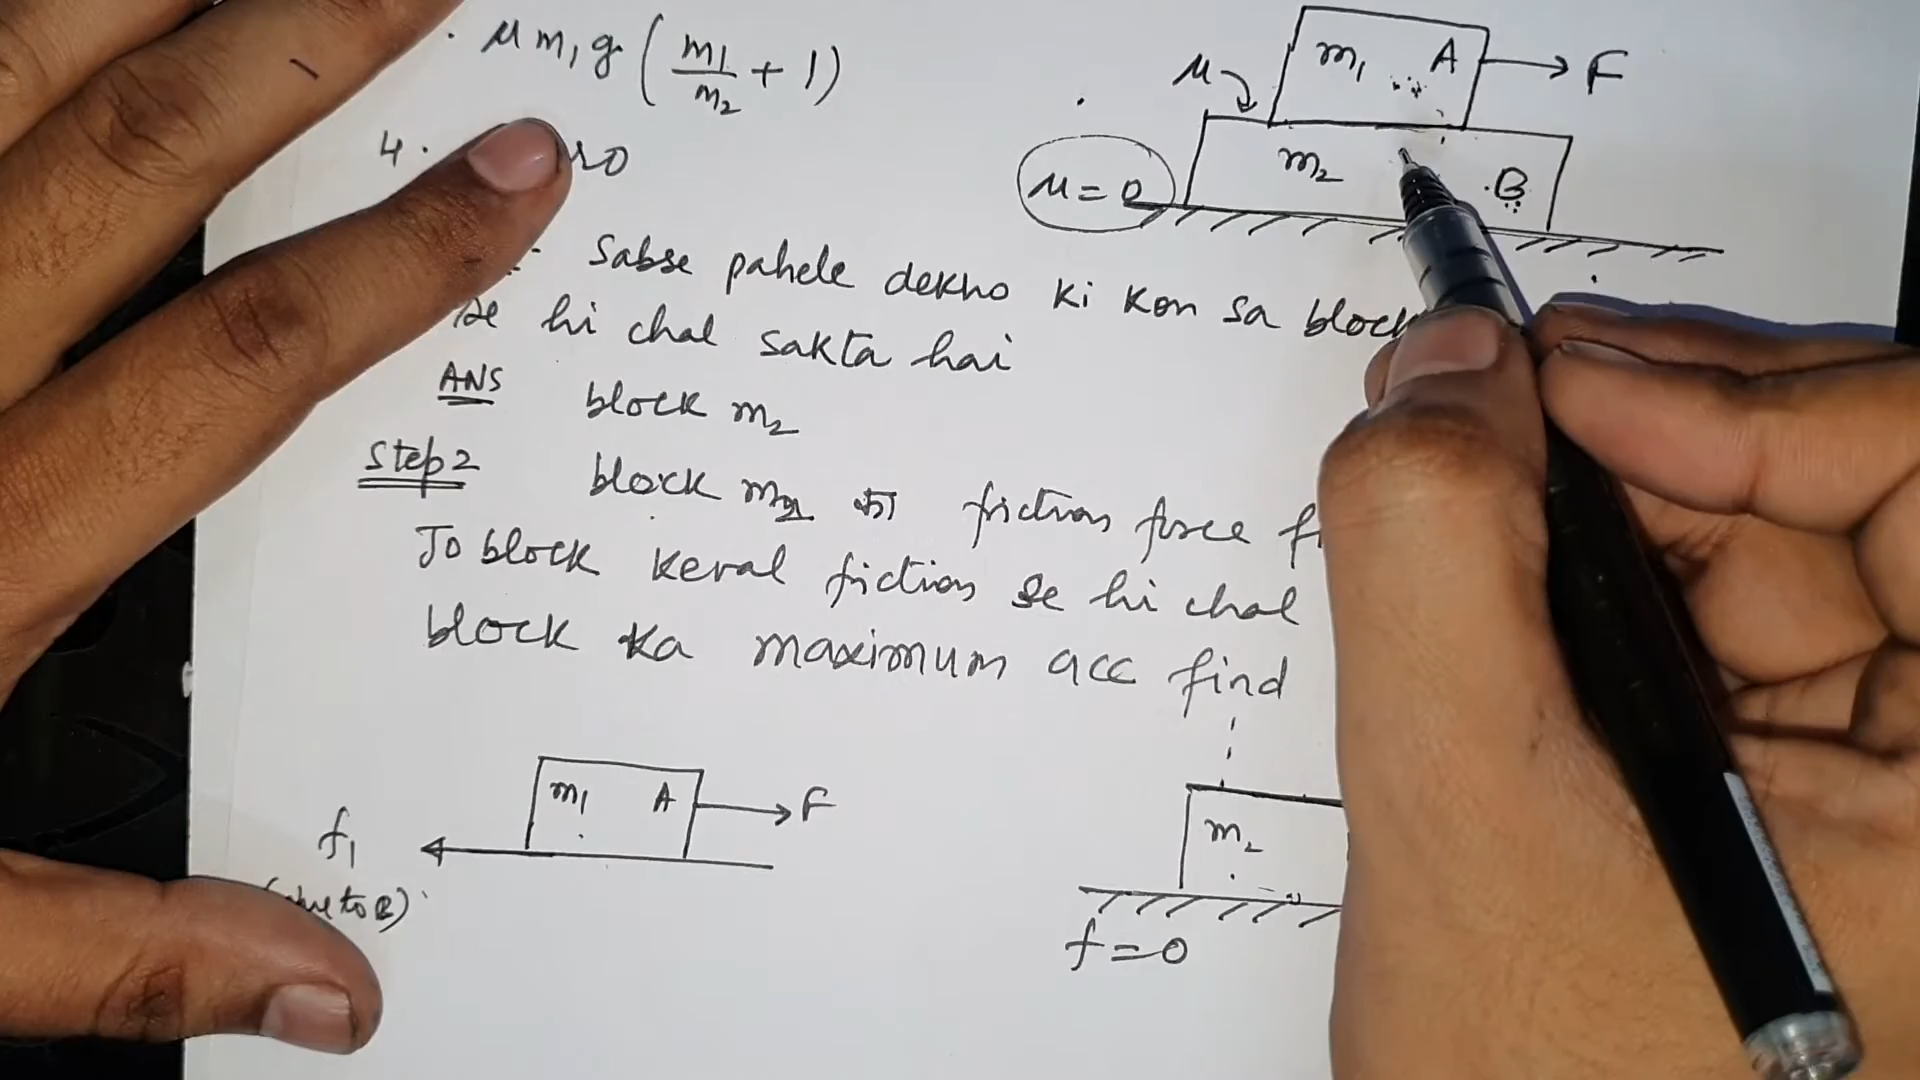 μ m₁ g ( m₁/m₂ + 1 )
4.
m₁ A F
μ
m₂ B
μ = 0
Sabse pahele dekho ki kon sa block
se hi chal sakta hai
ANS block m₂
Step 2 block m₂ का friction force
Jo block keval friction se hi chal
block ka maximum acc find
m₁ A F
f₁
m₂
f = 0